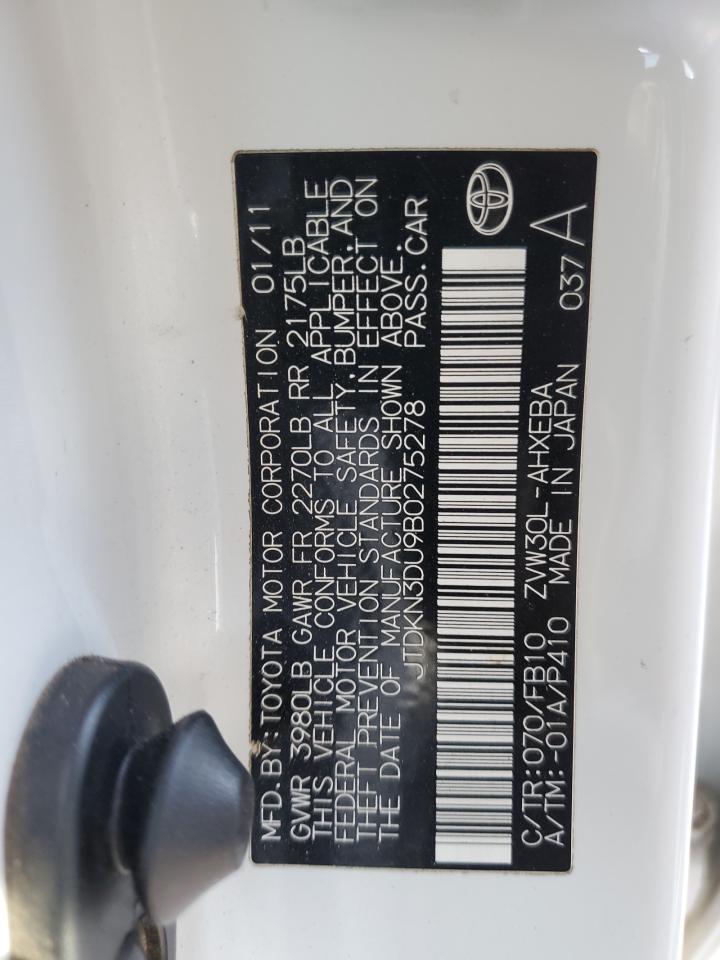 MFD. BY: TOYOTA MOTOR CORPORATION 01/11
GVWR 3980LB GAWR FR 2270LB RR 2175LB
THIS VEHICLE CONFORMS TO ALL APPLICABLE
FEDERAL MOTOR VEHICLE SAFETY, BUMPER, AND
THEFT PREVENTION STANDARDS IN EFFECT ON
THE DATE OF MANUFACTURE SHOWN ABOVE.
JTDKN3DU9B0275278 PASS. CAR
C/TR: 070/FB10 ZVW30L-AHXEBA 037 A
A/TM: -01A/P410 MADE IN JAPAN